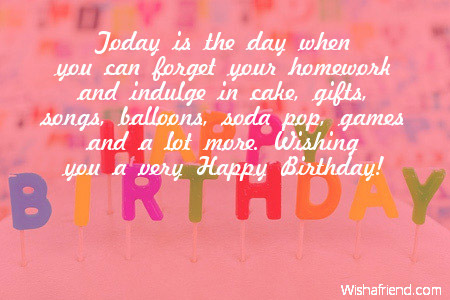 Today is the day when
you can forget your homework
and indulge in cake, gifts,
songs, balloons, soda pop, games
and a lot more. Wishing
you a very Happy Birthday!
HAPPY
BIRTHDAY
Wishafriend.com